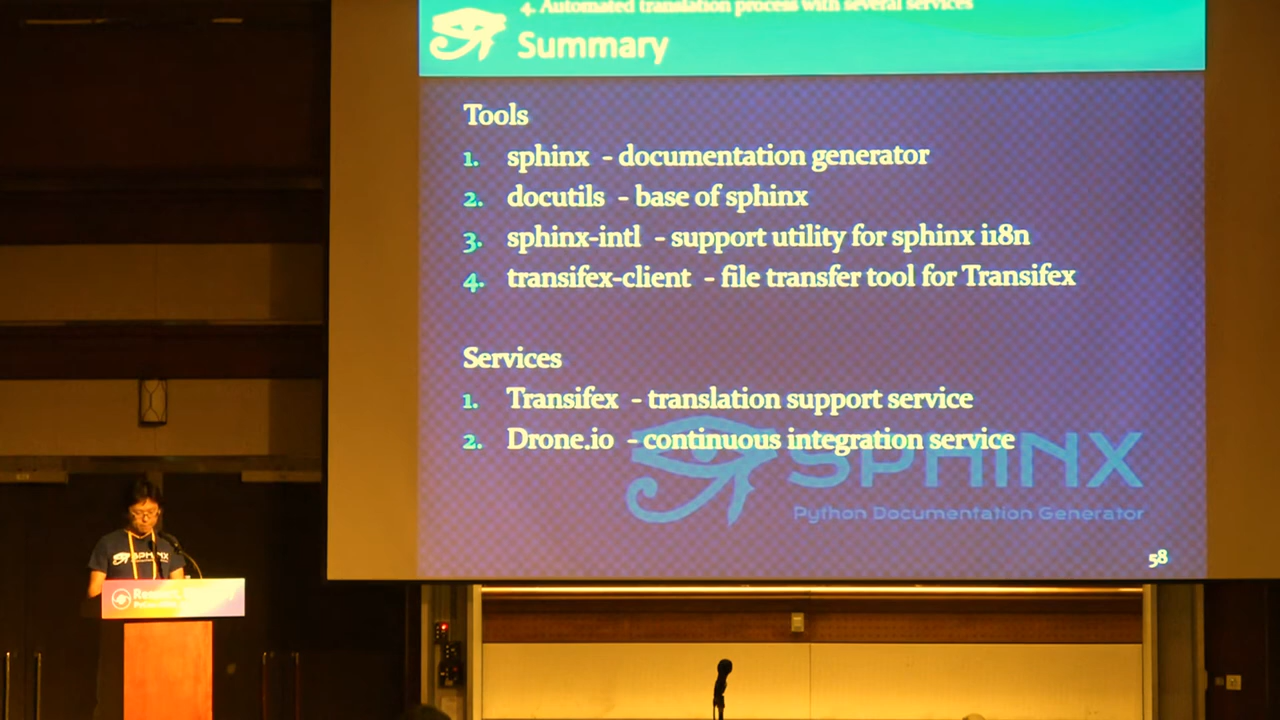 4. Automated translation process with several services
Summary
Tools
1. sphinx - documentation generator
2. docutils - base of sphinx
3. sphinx-intl - support utility for sphinx i18n
4. transifex-client - file transfer tool for Transifex
Services
1. Transifex - translation support service
2. Drone.io - continuous integration service
SPHINX
Python Documentation Generator
58
SPHINX